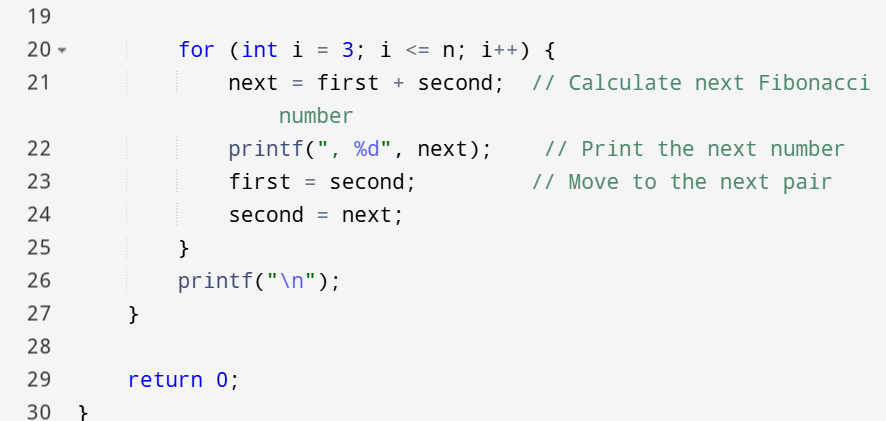 19
20 for (int i = 3; i <= n; i++) {
21 next = first + second;  // Calculate next Fibonacci
number
22 printf(", %d", next);    // Print the next number
23 first = second;         // Move to the next pair
24 second = next;
25 }
26 printf("\n");
27 }
28
29 return 0;
30 }